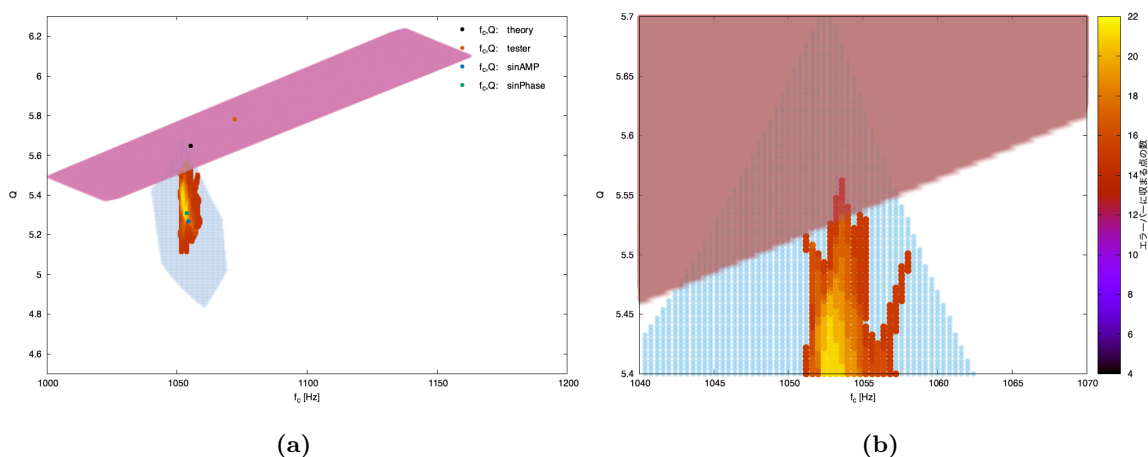 6.2
6
5.8
5.6
Q
5.4
5.2
5
4.8
4.6
1000 1050 1100 1150 1200
f_c [Hz]
f_c,Q: theory
f_c,Q: tester
f_c,Q: sinAMP
f_c,Q: sinPhase
(a)
5.7
5.65
5.6
Q
5.55
5.5
5.45
5.4
1040 1045 1050 1055 1060 1065 1070
f_c [Hz]
22
20
18
16
14
12
10
8
6
4
エラーバーに収まる点の数
(b)